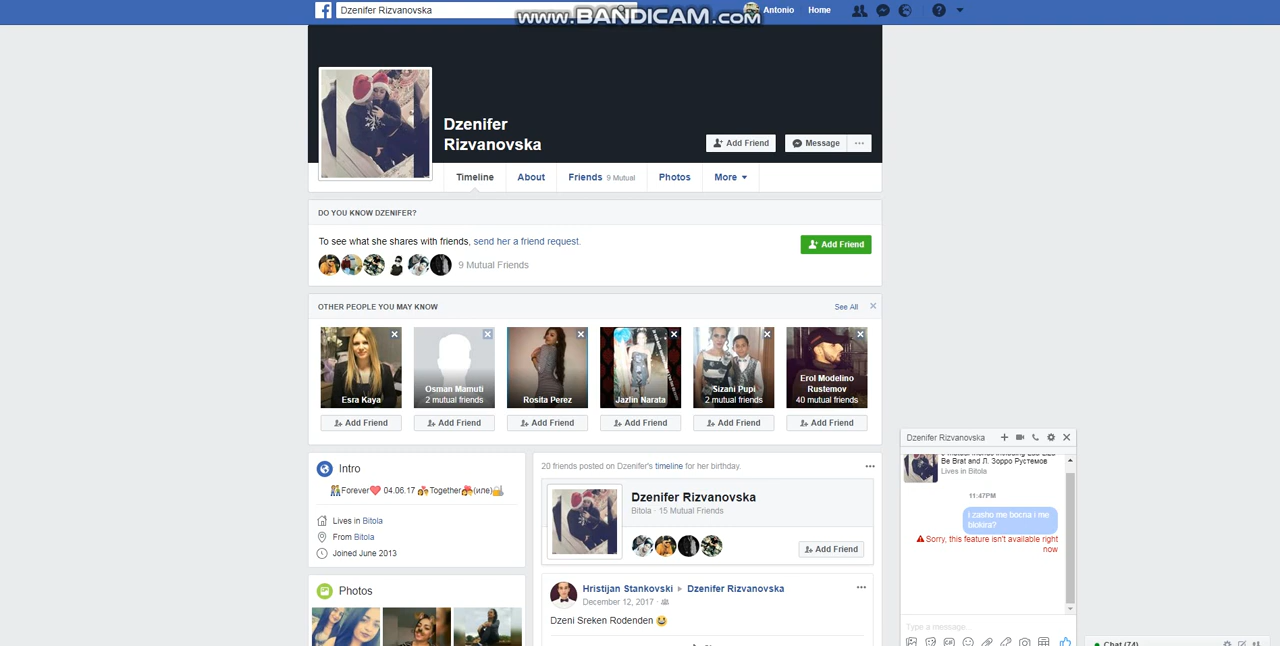 Dzenifer Rizvanovska
www.BANDICAM.com
Antonio Home
Dzenifer
Rizvanovska
Add Friend Message
Timeline About Friends 9 Mutual Photos More
DO YOU KNOW DZENIFER?
To see what she shares with friends, send her a friend request.
Add Friend
9 Mutual Friends
OTHER PEOPLE YOU MAY KNOW
See All
Esra Kaya
Osman Mamuti
2 mutual friends
Rosita Perez
Jazlin Narata
Sizani Pupi
2 mutual friends
Erol Modelino
Rustemov
40 mutual friends
Add Friend Add Friend Add Friend Add Friend Add Friend Add Friend
Intro
Forever❤ 04.06.17 Together (или)
Lives in Bitola
From Bitola
Joined June 2013
Photos
20 friends posted on Dzenifer's timeline for her birthday.
Dzenifer Rizvanovska
Bitola · 15 Mutual Friends
Add Friend
Hristijan Stankovski ▸ Dzenifer Rizvanovska
December 12, 2017 ·
Dzeni Sreken Rodenden 😄
Dzenifer Rizvanovska
Be Brat and Л. Зорро Рустемов
Lives in Bitola
11:47PM
I zasho me bocna i me
blokira?
Sorry, this feature isn't available right
now
Type a message...
Chat (74)